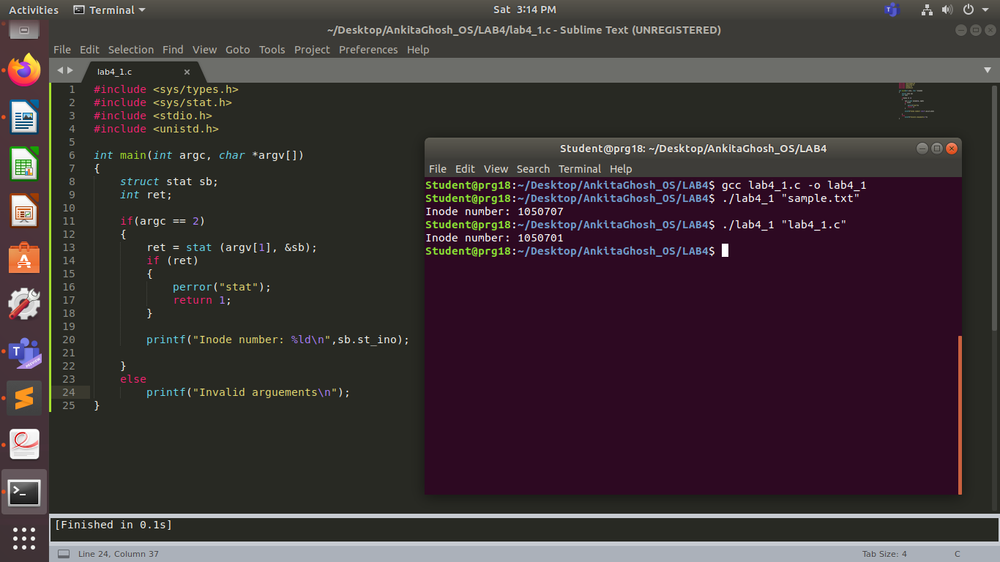 Activities Terminal Sat 3:14 PM
~/Desktop/AnkitaGhosh_OS/LAB4/lab4_1.c - Sublime Text (UNREGISTERED)
File Edit Selection Find View Goto Tools Project Preferences Help
lab4_1.c ×
1 #include <sys/types.h>
2 #include <sys/stat.h>
3 #include <stdio.h>
4 #include <unistd.h>
5
6 int main(int argc, char *argv[])
7 {
8 struct stat sb;
9 int ret;
10
11 if(argc == 2)
12 {
13 ret = stat (argv[1], &sb);
14 if (ret)
15 {
16 perror("stat");
17 return 1;
18 }
19
20 printf("Inode number: %ld\n",sb.st_ino);
21
22 }
23 else
24 printf("Invalid arguements\n");
25 }
Student@prg18: ~/Desktop/AnkitaGhosh_OS/LAB4
File Edit View Search Terminal Help
Student@prg18:~/Desktop/AnkitaGhosh_OS/LAB4$ gcc lab4_1.c -o lab4_1
Student@prg18:~/Desktop/AnkitaGhosh_OS/LAB4$ ./lab4_1 "sample.txt"
Inode number: 1050707
Student@prg18:~/Desktop/AnkitaGhosh_OS/LAB4$ ./lab4_1 "lab4_1.c"
Inode number: 1050701
Student@prg18:~/Desktop/AnkitaGhosh_OS/LAB4$
[Finished in 0.1s]
Line 24, Column 37 Tab Size: 4 C